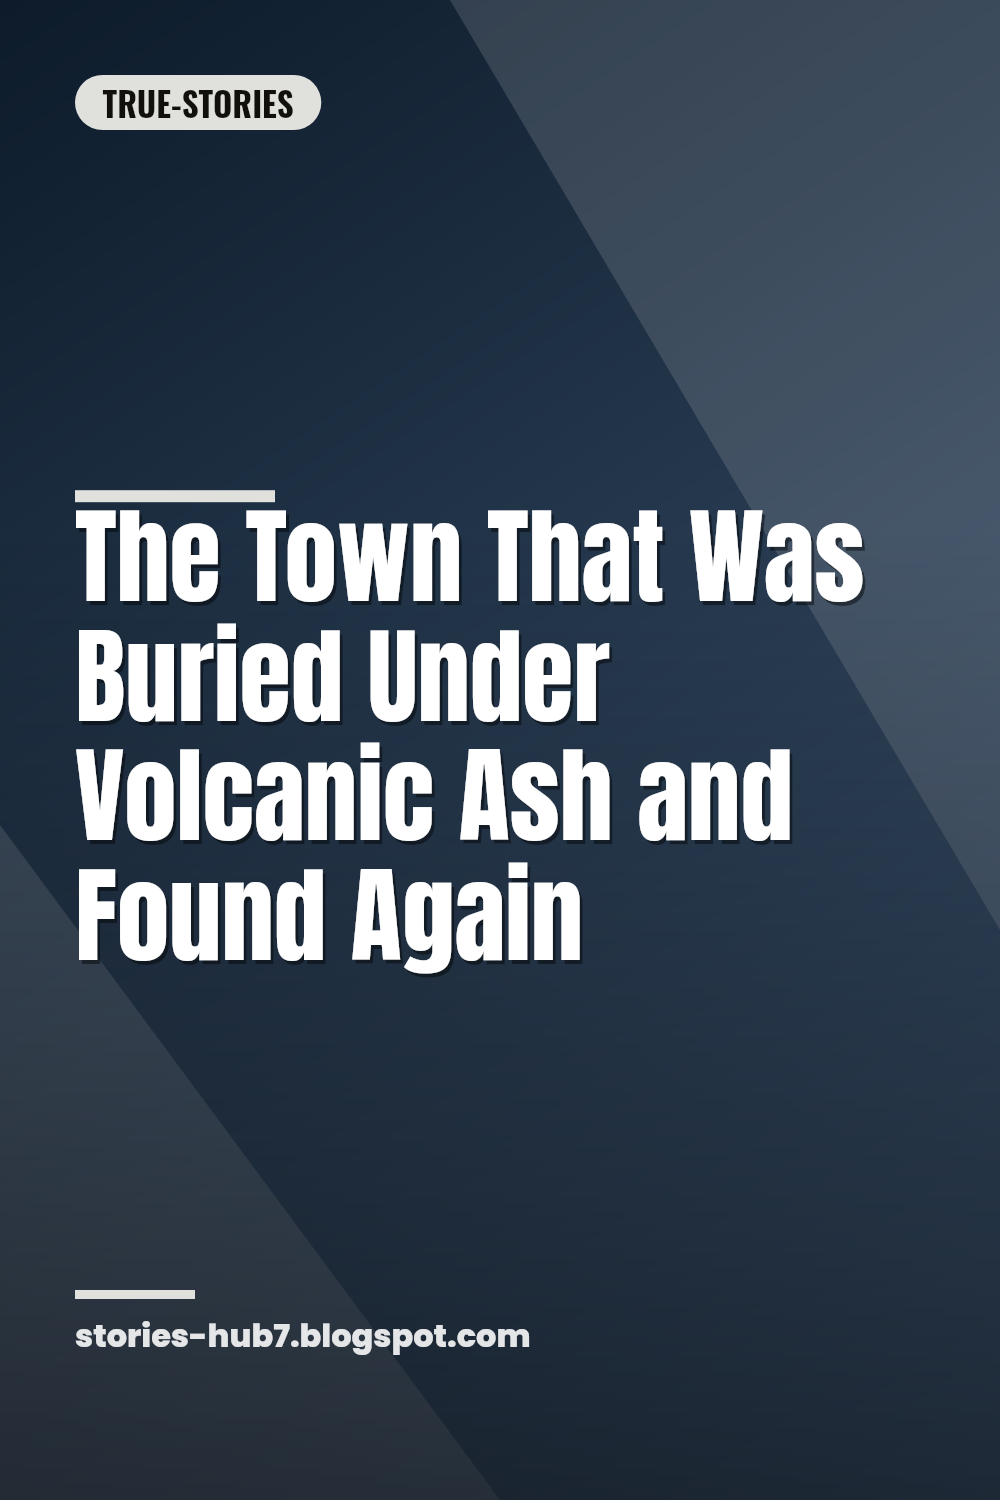 TRUE-STORIES
The Town That Was
Buried Under
Volcanic Ash and
Found Again
stories-hub7.blogspot.com